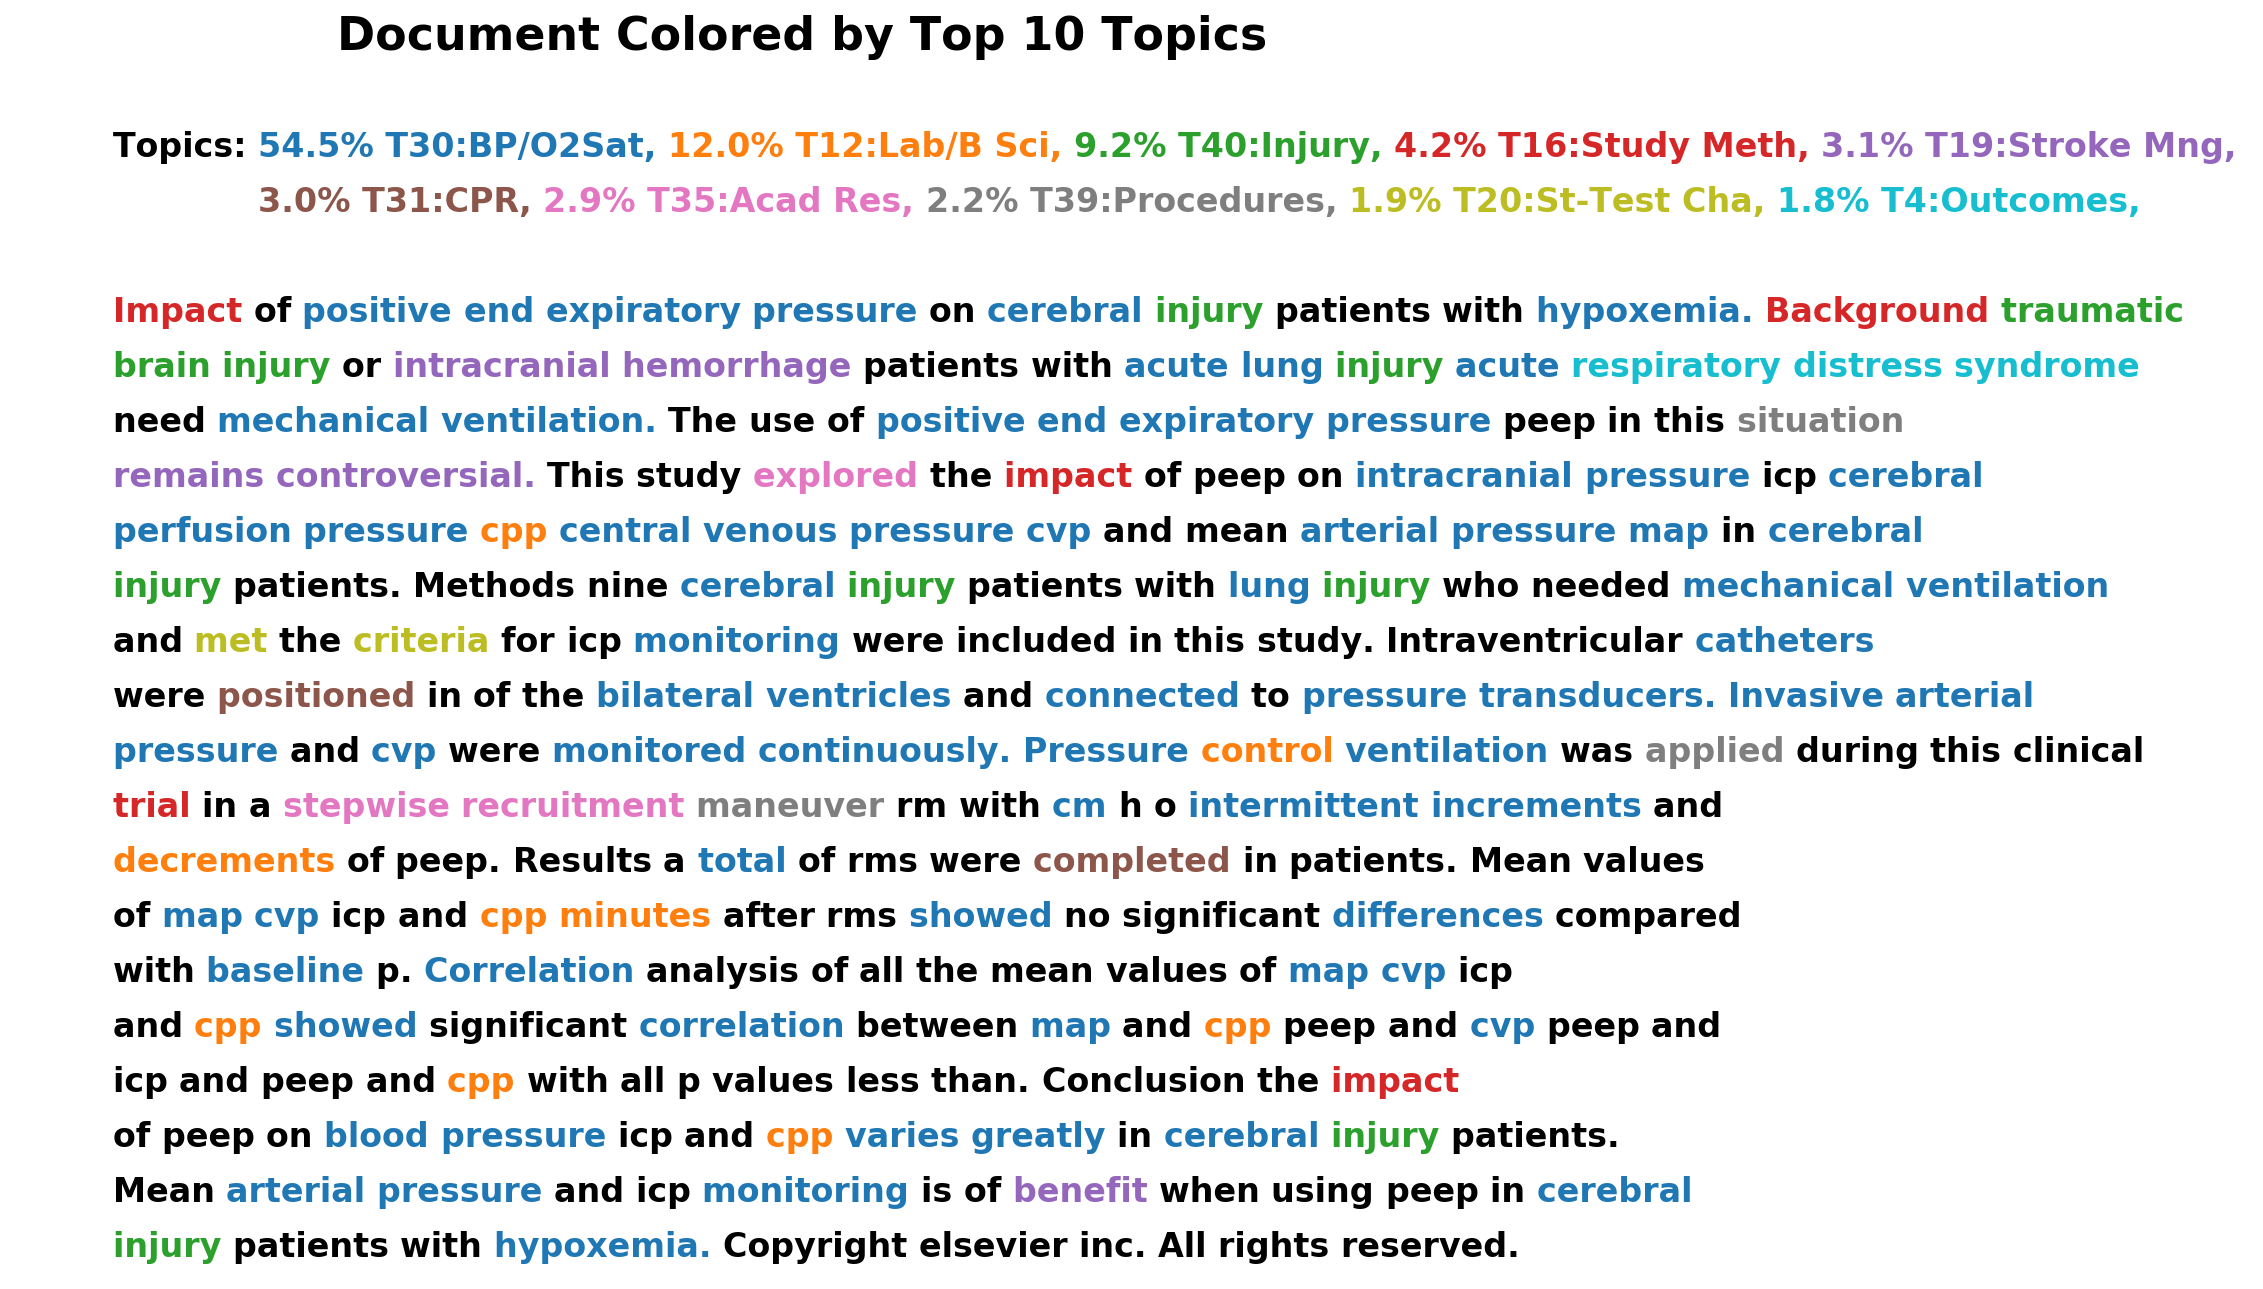 Document Colored by Top 10 Topics
Topics: 54.5% T30:BP/O2Sat, 12.0% T12:Lab/B Sci, 9.2% T40:Injury, 4.2% T16:Study Meth, 3.1% T19:Stroke Mng,
3.0% T31:CPR, 2.9% T35:Acad Res, 2.2% T39:Procedures, 1.9% T20:St-Test Cha, 1.8% T4:Outcomes,
Impact of positive end expiratory pressure on cerebral injury patients with hypoxemia. Background traumatic
brain injury or intracranial hemorrhage patients with acute lung injury acute respiratory distress syndrome
need mechanical ventilation. The use of positive end expiratory pressure peep in this situation
remains controversial. This study explored the impact of peep on intracranial pressure icp cerebral
perfusion pressure cpp central venous pressure cvp and mean arterial pressure map in cerebral
injury patients. Methods nine cerebral injury patients with lung injury who needed mechanical ventilation
and met the criteria for icp monitoring were included in this study. Intraventricular catheters
were positioned in of the bilateral ventricles and connected to pressure transducers. Invasive arterial
pressure and cvp were monitored continuously. Pressure control ventilation was applied during this clinical
trial in a stepwise recruitment maneuver rm with cm h o intermittent increments and
decrements of peep. Results a total of rms were completed in patients. Mean values
of map cvp icp and cpp minutes after rms showed no significant differences compared
with baseline p. Correlation analysis of all the mean values of map cvp icp
and cpp showed significant correlation between map and cpp peep and cvp peep and
icp and peep and cpp with all p values less than. Conclusion the impact
of peep on blood pressure icp and cpp varies greatly in cerebral injury patients.
Mean arterial pressure and icp monitoring is of benefit when using peep in cerebral
injury patients with hypoxemia. Copyright elsevier inc. All rights reserved.